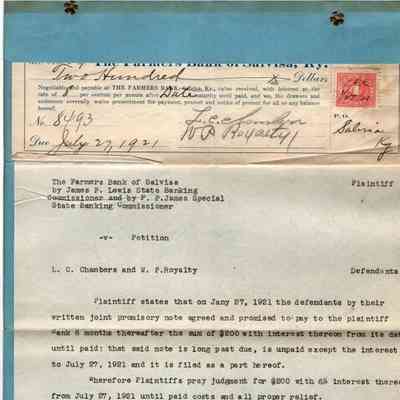 The Farmers Bank of Salvisa, Ky.
Two Hundred Dollars
Negotiable and payable at THE FARMERS BANK, Salvisa, Ky., value received, with interest at the
rate of 8 per cent per annum after Date maturity until paid, and we, the drawers and
endorsers severally waive presentment for payment, protest and notice of protest for all or any balance
hereof.
P. O.
No. 8493
W P Royalty
Salvisa
Ky
Due July 27, 1921
The Farmers Bank of Salvise Plaintiff
by James P. Lewis State Banking
Commissioner and by F. P.James Special
State Banking Commissioner
-v- Petition
L. C. Chambers and W. P.Royalty Defendants
Plaintiff states that on Jany 27, 1921 the defendants by their
written joint promissory note agreed and promised to pay to the plaintiff
Bank 6 months thereafter the sum of $200 with interest thereon from its date
until paid: that said note is long past due, is unpaid except the interest
to July 27, 1921 and it is filed as a part hereof.
Wherefore Plaintiffs pray judgment for $200 with 6% interest
from July 27, 1921 until paid costs and all proper relief.